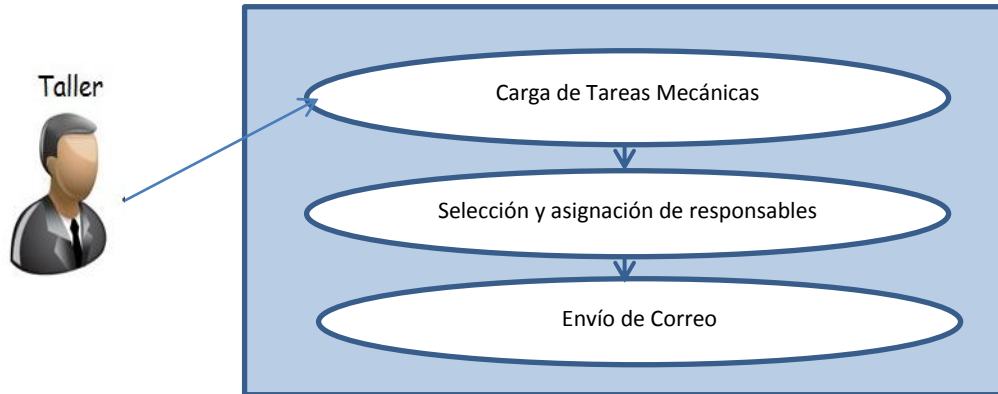 Taller
Carga de Tareas Mecánicas
Selección y asignación de responsables
Envío de Correo